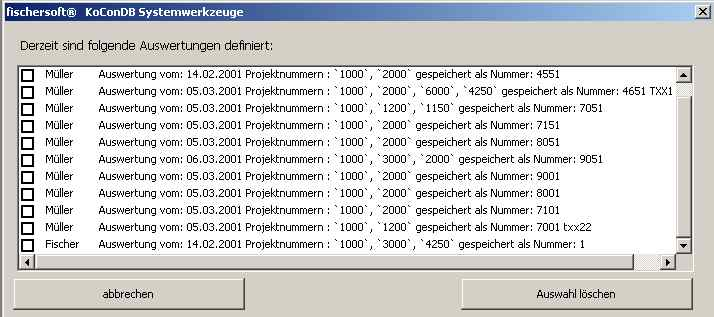 fischersoft® KoConDB Systemwerkzeuge
Derzeit sind folgende Auswertungen definiert:
Müller Auswertung vom: 14.02.2001 Projektnummern : `1000`, `2000` gespeichert als Nummer: 4551
Müller Auswertung vom: 05.03.2001 Projektnummern : `1000`, `2000`, `6000`, `4250` gespeichert als Nummer: 4651 TXX1
Müller Auswertung vom: 05.03.2001 Projektnummern : `1000`, `1200`, `1150` gespeichert als Nummer: 7051
Müller Auswertung vom: 05.03.2001 Projektnummern : `1000`, `2000` gespeichert als Nummer: 7151
Müller Auswertung vom: 05.03.2001 Projektnummern : `1000`, `2000` gespeichert als Nummer: 8051
Müller Auswertung vom: 06.03.2001 Projektnummern : `1000`, `3000`, `2000` gespeichert als Nummer: 9051
Müller Auswertung vom: 05.03.2001 Projektnummern : `1000`, `2000` gespeichert als Nummer: 9001
Müller Auswertung vom: 05.03.2001 Projektnummern : `1000`, `2000` gespeichert als Nummer: 8001
Müller Auswertung vom: 05.03.2001 Projektnummern : `1000`, `2000` gespeichert als Nummer: 7101
Müller Auswertung vom: 05.03.2001 Projektnummern : `1000`, `1200` gespeichert als Nummer: 7001 txx22
Fischer Auswertung vom: 14.02.2001 Projektnummern : `1000`, `3000`, `4250` gespeichert als Nummer: 1
abbrechen Auswahl löschen